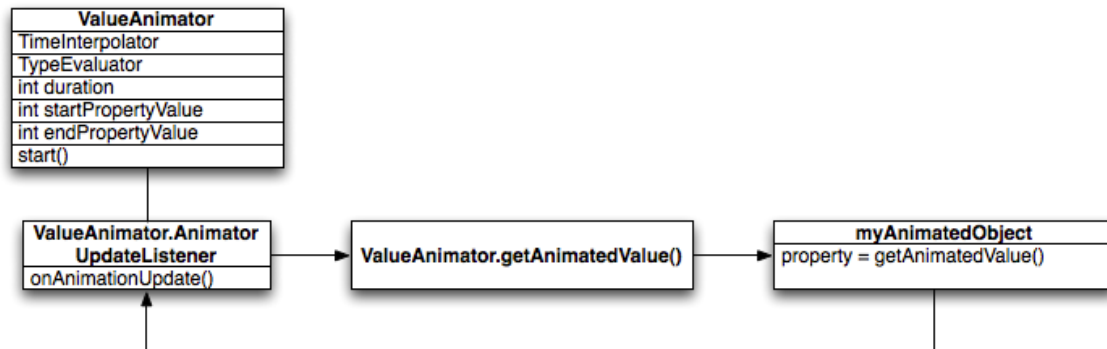 ValueAnimator
TimeInterpolator
TypeEvaluator
int duration
int startPropertyValue
int endPropertyValue
start()
ValueAnimator.Animator
UpdateListener
onAnimationUpdate()
ValueAnimator.getAnimatedValue()
myAnimatedObject
property = getAnimatedValue()